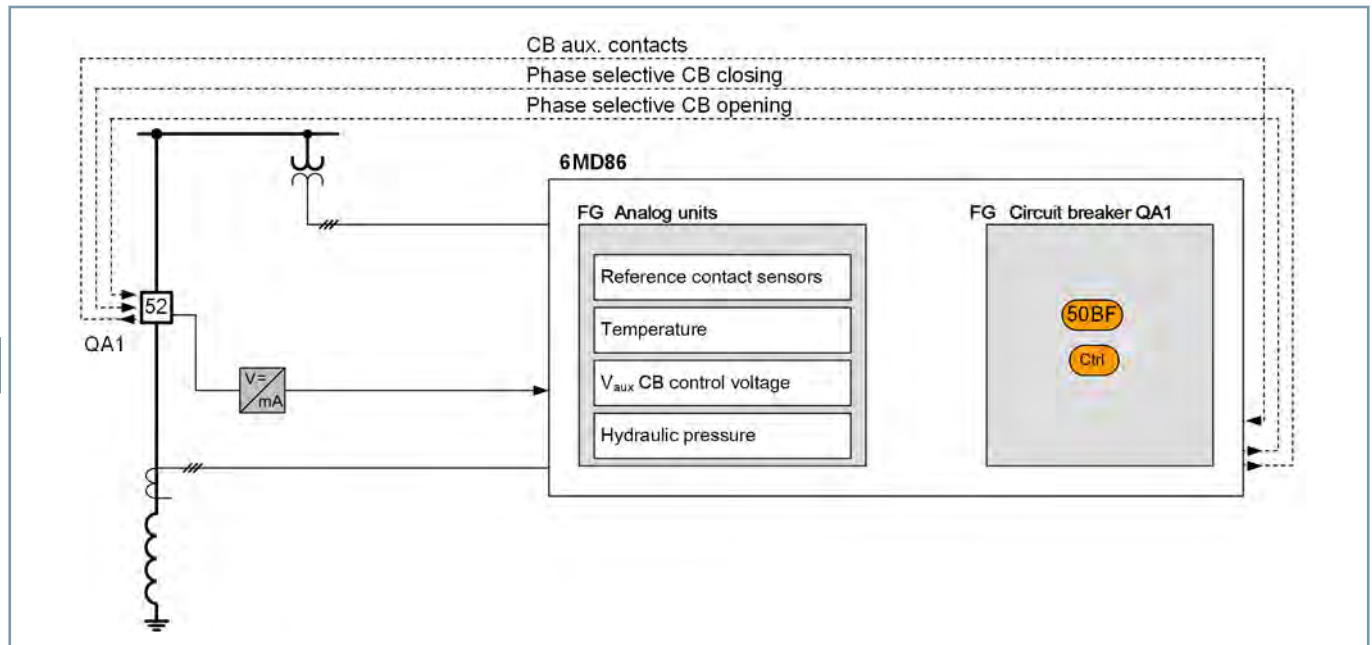 CB aux. contacts
Phase selective CB closing
Phase selective CB opening
6MD86
FG Analog units
FG Circuit breaker QA1
Reference contact sensors
Temperature
Vaux CB control voltage
Hydraulic pressure
50BF
Ctrl
52
QA1
V=
mA